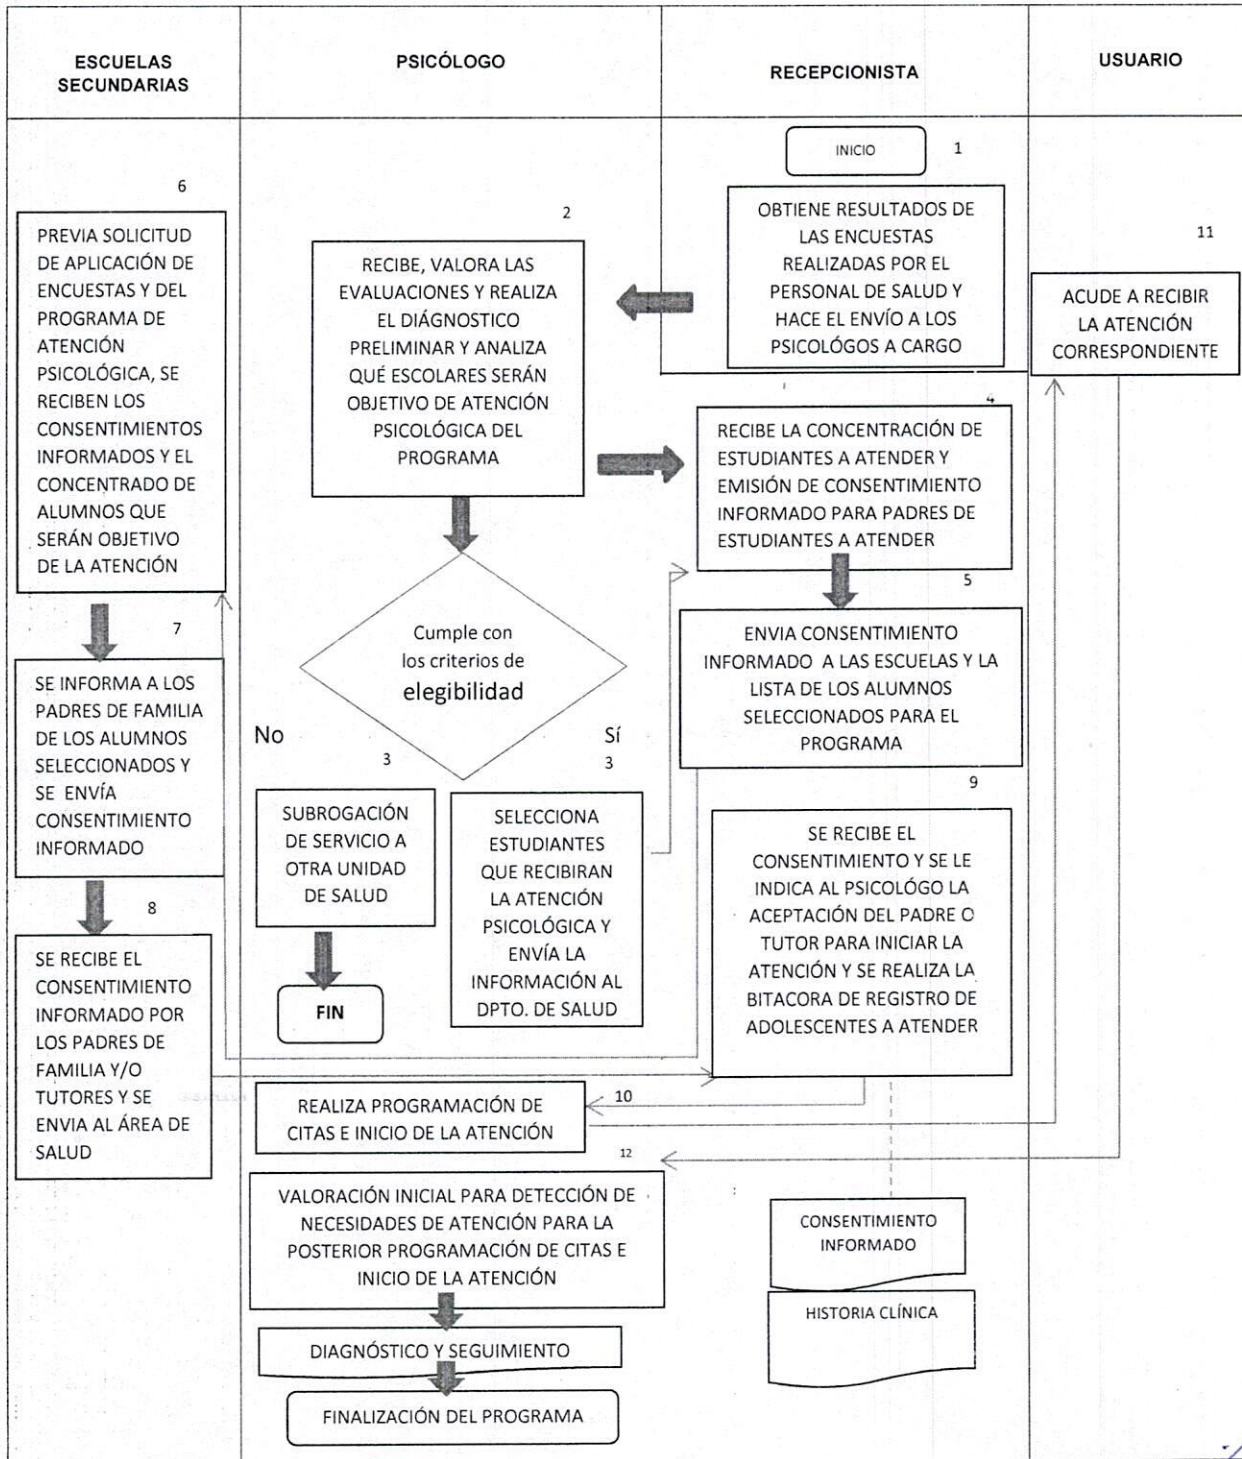 ESCUELAS
SECUNDARIAS
PSICÓLOGO
RECEPCIONISTA
USUARIO
INICIO
1
OBTIENE RESULTADOS DE
LAS ENCUESTAS
REALIZADAS POR EL
PERSONAL DE SALUD Y
HACE EL ENVÍO A LOS
PSICOLÓGOS A CARGO
2
RECIBE, VALORA LAS
EVALUACIONES Y REALIZA
EL DIÁGNOSTICO
PRELIMINAR Y ANALIZA
QUÉ ESCOLARES SERÁN
OBJETIVO DE ATENCIÓN
PSICOLÓGICA DEL
PROGRAMA
Cumple con
los criterios de
elegibilidad
No
Sí
3
SUBROGACIÓN
DE SERVICIO A
OTRA UNIDAD
DE SALUD
FIN
3
SELECCIONA
ESTUDIANTES
QUE RECIBIRAN
LA ATENCIÓN
PSICOLÓGICA Y
ENVÍA LA
INFORMACIÓN AL
DPTO. DE SALUD
4
RECIBE LA CONCENTRACIÓN DE
ESTUDIANTES A ATENDER Y
EMISIÓN DE CONSENTIMIENTO
INFORMADO PARA PADRES DE
ESTUDIANTES A ATENDER
5
ENVIA CONSENTIMIENTO
INFORMADO A LAS ESCUELAS Y LA
LISTA DE LOS ALUMNOS
SELECCIONADOS PARA EL
PROGRAMA
6
PREVIA SOLICITUD
DE APLICACIÓN DE
ENCUESTAS Y DEL
PROGRAMA DE
ATENCIÓN
PSICOLÓGICA, SE
RECIBEN LOS
CONSENTIMIENTOS
INFORMADOS Y EL
CONCENTRADO DE
ALUMNOS QUE
SERÁN OBJETIVO
DE LA ATENCIÓN
7
SE INFORMA A LOS
PADRES DE FAMILIA
DE LOS ALUMNOS
SELECCIONADOS Y
SE ENVÍA
CONSENTIMIENTO
INFORMADO
8
SE RECIBE EL
CONSENTIMIENTO
INFORMADO POR
LOS PADRES DE
FAMILIA Y/O
TUTORES Y SE
ENVIA AL ÁREA DE
SALUD
9
SE RECIBE EL
CONSENTIMIENTO Y SE LE
INDICA AL PSICOLÓGO LA
ACEPTACIÓN DEL PADRE O
TUTOR PARA INICIAR LA
ATENCIÓN Y SE REALIZA LA
BITACORA DE REGISTRO DE
ADOLESCENTES A ATENDER
10
REALIZA PROGRAMACIÓN DE
CITAS E INICIO DE LA ATENCIÓN
11
ACUDE A RECIBIR
LA ATENCIÓN
CORRESPONDIENTE
12
VALORACIÓN INICIAL PARA DETECCIÓN DE
NECESIDADES DE ATENCIÓN PARA LA
POSTERIOR PROGRAMACIÓN DE CITAS E
INICIO DE LA ATENCIÓN
DIAGNÓSTICO Y SEGUIMIENTO
FINALIZACIÓN DEL PROGRAMA
CONSENTIMIENTO
INFORMADO
HISTORIA CLÍNICA